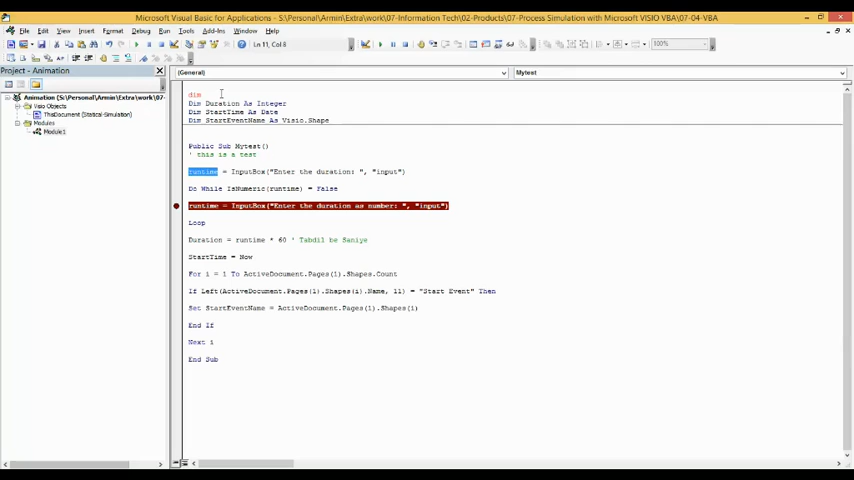 Microsoft Visual Basic for Applications - S:\Personal\Armin\Extra\work\07-Information Tech\02-Products\07-Process Simulation with Microsoft VISIO VBA\07-04-VBA
File Edit View Insert Format Debug Run Tools Add-Ins Window Help
Ln 11, Col 8
100%
Project - Animation
(General)
Mytest
Animation (S:\Personal\Armin\Extra\work\07-
Visio Objects
ThisDocument (Statical-Simulation)
Modules
Module1
dim
Dim Duration As Integer
Dim StartTime As Date
Dim StartEventName As Visio.Shape
Public Sub Mytest()
' this is a test
runtime = InputBox("Enter the duration: ", "input")
Do While IsNumeric(runtime) = False
runtime = InputBox("Enter the duration as number: ", "input")
Loop
Duration = runtime * 60 ' Tabdil be Saniye
StartTime = Now
For i = 1 To ActiveDocument.Pages(1).Shapes.Count
If Left(ActiveDocument.Pages(1).Shapes(i).Name, 11) = "Start Event" Then
Set StartEventName = ActiveDocument.Pages(1).Shapes(i)
End If
Next i
End Sub